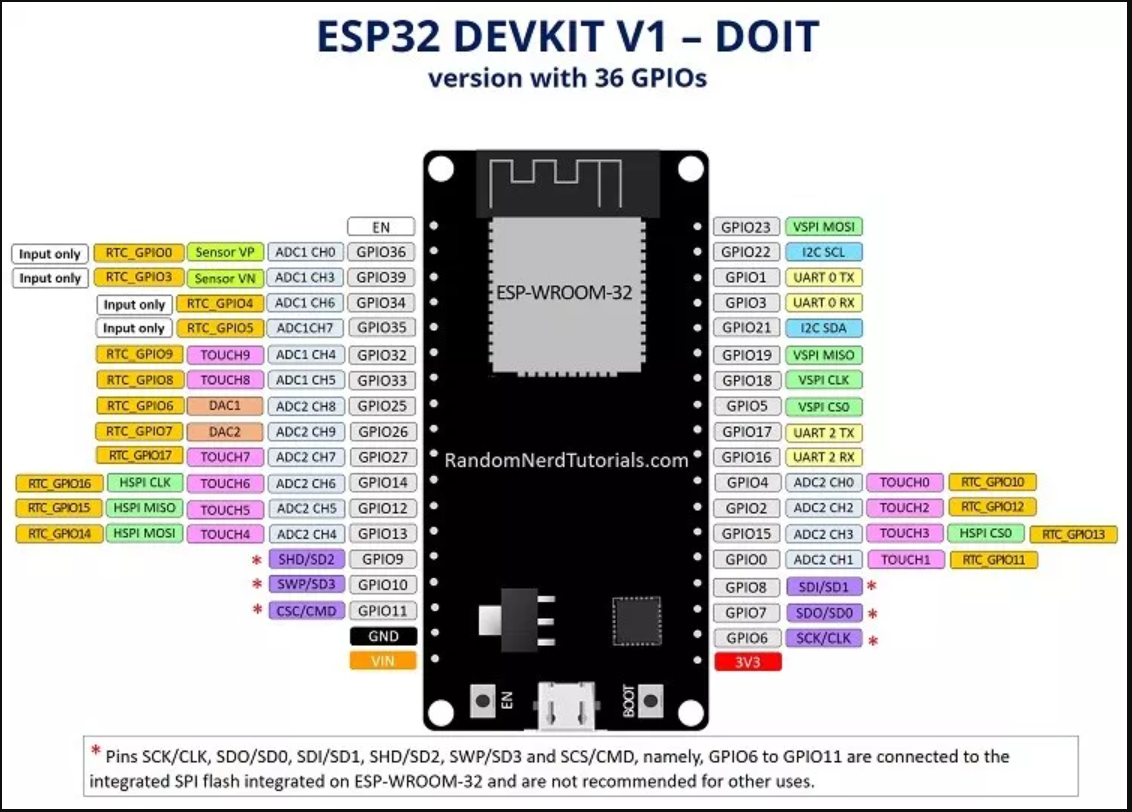 ESP32 DEVKIT V1 – DOIT
version with 36 GPIOs
EN
Input only RTC_GPIO0 Sensor VP ADC1 CH0 GPIO36
Input only RTC_GPIO3 Sensor VN ADC1 CH3 GPIO39
Input only RTC_GPIO4 ADC1 CH6 GPIO34
Input only RTC_GPIO5 ADC1CH7 GPIO35
RTC_GPIO9 TOUCH9 ADC1 CH4 GPIO32
RTC_GPIO8 TOUCH8 ADC1 CH5 GPIO33
RTC_GPIO6 DAC1 ADC2 CH8 GPIO25
RTC_GPIO7 DAC2 ADC2 CH9 GPIO26
RTC_GPIO17 TOUCH7 ADC2 CH7 GPIO27
RTC_GPIO16 HSPI CLK TOUCH6 ADC2 CH6 GPIO14
RTC_GPIO15 HSPI MISO TOUCH5 ADC2 CH5 GPIO12
RTC_GPIO14 HSPI MOSI TOUCH4 ADC2 CH4 GPIO13
* SHD/SD2 GPIO9
* SWP/SD3 GPIO10
* CSC/CMD GPIO11
GND
VIN
ESP-WROOM-32
RandomNerdTutorials.com
EN
BOOT
GPIO23 VSPI MOSI
GPIO22 I2C SCL
GPIO1 UART 0 TX
GPIO3 UART 0 RX
GPIO21 I2C SDA
GPIO19 VSPI MISO
GPIO18 VSPI CLK
GPIO5 VSPI CS0
GPIO17 UART 2 TX
GPIO16 UART 2 RX
GPIO4 ADC2 CH0 TOUCH0 RTC_GPIO10
GPIO2 ADC2 CH2 TOUCH2 RTC_GPIO12
GPIO15 ADC2 CH3 TOUCH3 HSPI CS0 RTC_GPIO13
GPIO0 ADC2 CH1 TOUCH1 RTC_GPIO11
GPIO8 SDI/SD1 *
GPIO7 SDO/SD0 *
GPIO6 SCK/CLK *
3V3
* Pins SCK/CLK, SDO/SD0, SDI/SD1, SHD/SD2, SWP/SD3 and SCS/CMD, namely, GPIO6 to GPIO11 are connected to the
integrated SPI flash integrated on ESP-WROOM-32 and are not recommended for other uses.